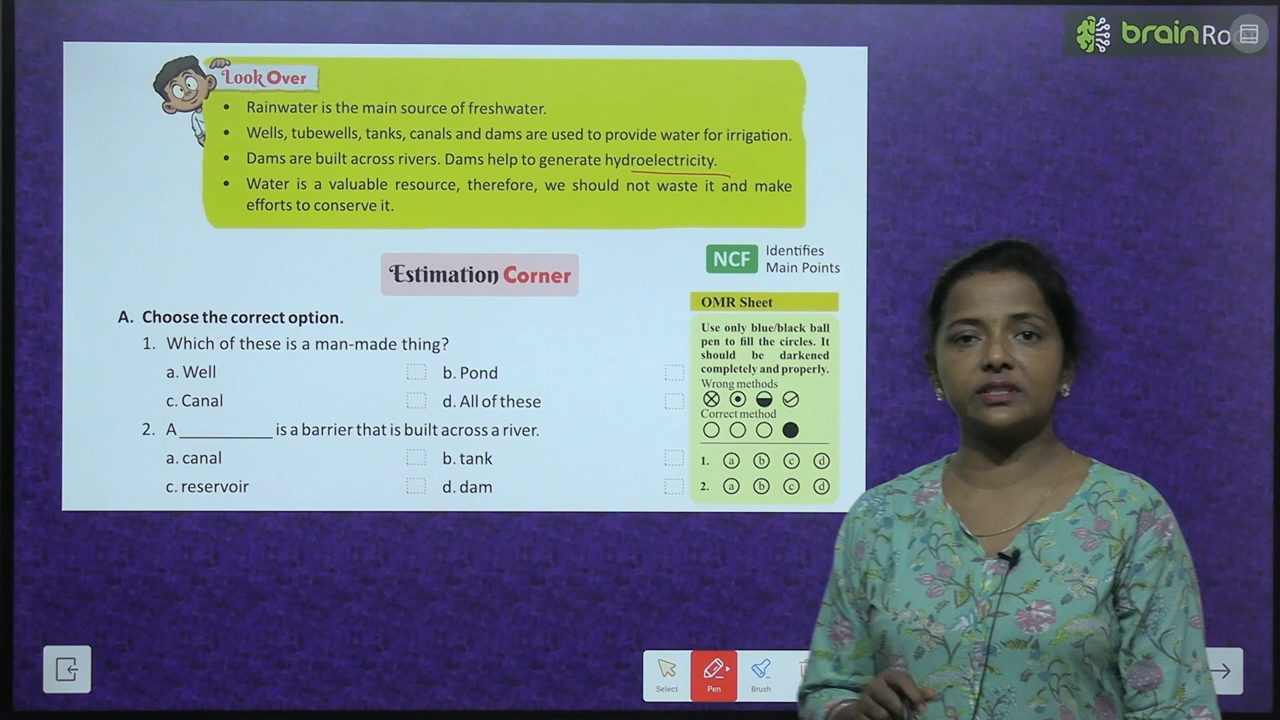 brainRo
Look Over
• Rainwater is the main source of freshwater.
• Wells, tubewells, tanks, canals and dams are used to provide water for irrigation.
• Dams are built across rivers. Dams help to generate hydroelectricity.
• Water is a valuable resource, therefore, we should not waste it and make
efforts to conserve it.
NCF
Identifies
Main Points
Estimation Corner
A. Choose the correct option.
1. Which of these is a man-made thing?
a. Well
b. Pond
c. Canal
d. All of these
2. A__________ is a barrier that is built across a river.
a. canal
b. tank
c. reservoir
d. dam
OMR Sheet
Use only blue/black ball
pen to fill the circles. It
should be darkened
completely and properly.
Wrong methods
Correct method
1. a b c d
2. a b c d
Select
Pen
Brush